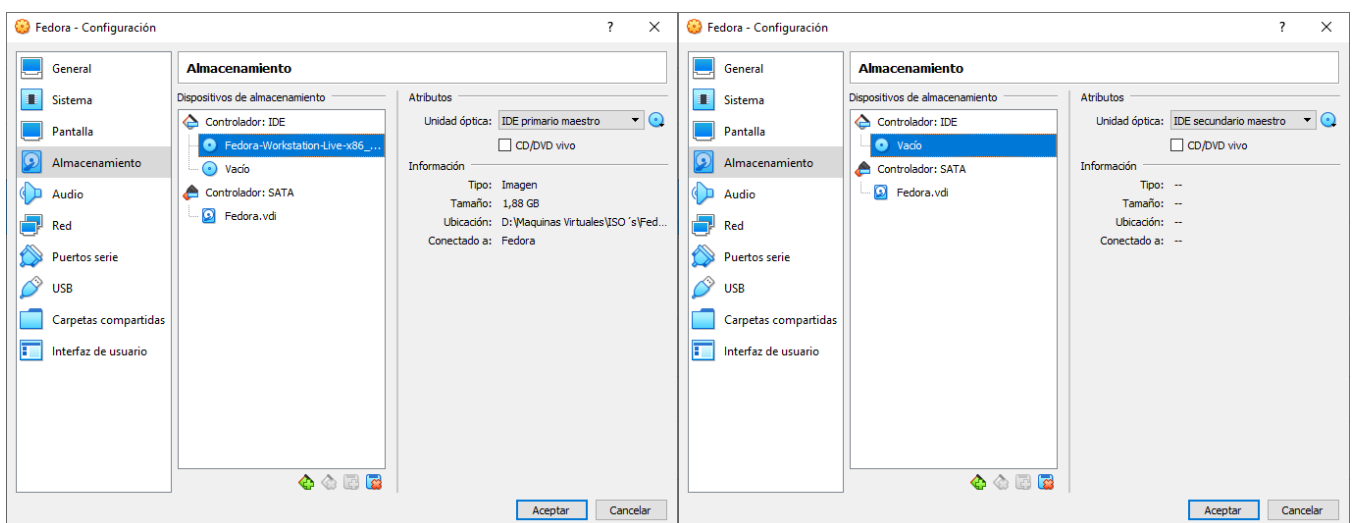 Fedora - Configuración
?
General
Sistema
Pantalla
Almacenamiento
Audio
Red
Puertos serie
USB
Carpetas compartidas
Interfaz de usuario
Almacenamiento
Dispositivos de almacenamiento
Controlador: IDE
Fedora-Workstation-Live-x86_...
Vacío
Controlador: SATA
Fedora.vdi
Atributos
Unidad óptica: IDE primario maestro
CD/DVD vivo
Información
Tipo: Imagen
Tamaño: 1,88 GB
Ubicación: D:\Maquinas Virtuales\ISO´s\Fed...
Conectado a: Fedora
Aceptar Cancelar
Fedora - Configuración
?
General
Sistema
Pantalla
Almacenamiento
Audio
Red
Puertos serie
USB
Carpetas compartidas
Interfaz de usuario
Almacenamiento
Dispositivos de almacenamiento
Controlador: IDE
Vacío
Controlador: SATA
Fedora.vdi
Atributos
Unidad óptica: IDE secundario maestro
CD/DVD vivo
Información
Tipo: --
Tamaño: --
Ubicación: --
Conectado a: --
Aceptar Cancelar